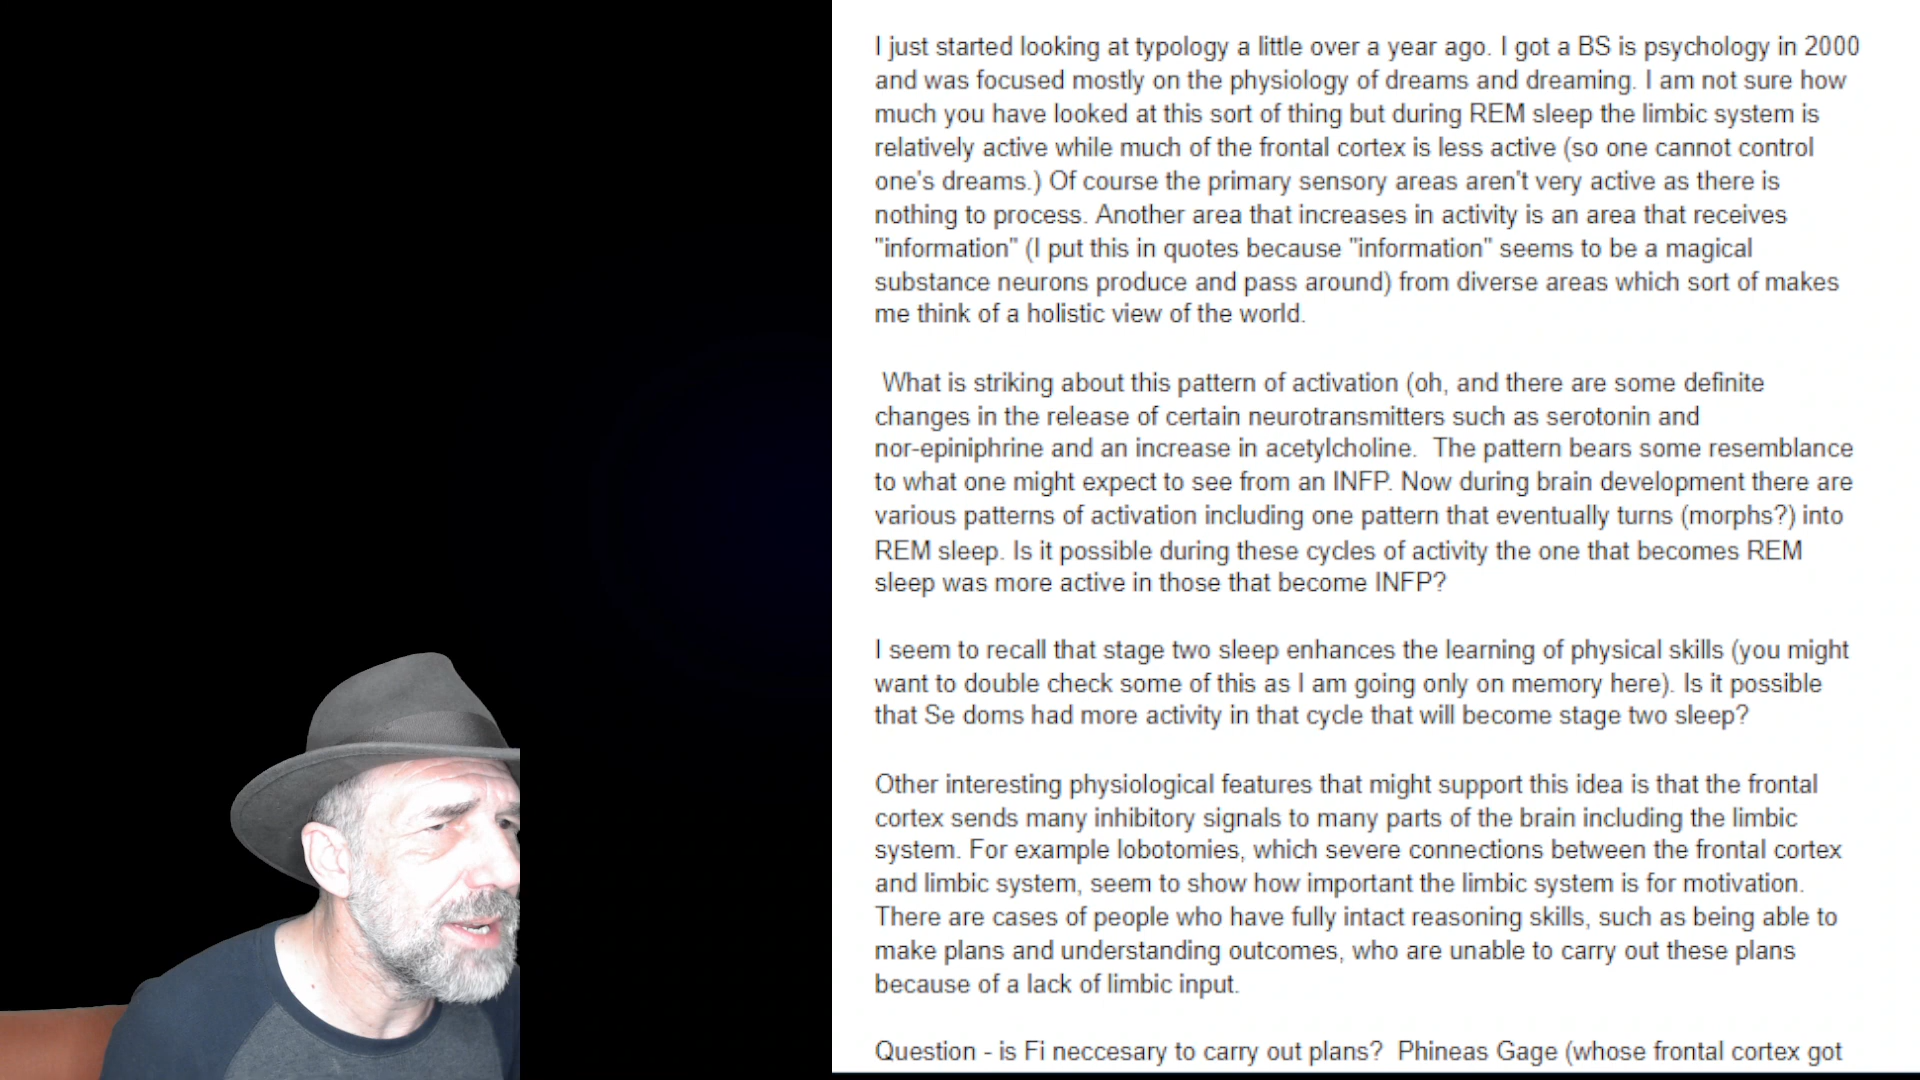 I just started looking at typology a little over a year ago. I got a BS is psychology in 2000
and was focused mostly on the physiology of dreams and dreaming. I am not sure how
much you have looked at this sort of thing but during REM sleep the limbic system is
relatively active while much of the frontal cortex is less active (so one cannot control
one's dreams.) Of course the primary sensory areas aren't very active as there is
nothing to process. Another area that increases in activity is an area that receives
"information" (I put this in quotes because "information" seems to be a magical
substance neurons produce and pass around) from diverse areas which sort of makes
me think of a holistic view of the world.
What is striking about this pattern of activation (oh, and there are some definite
changes in the release of certain neurotransmitters such as serotonin and
nor-epiniphrine and an increase in acetylcholine. The pattern bears some resemblance
to what one might expect to see from an INFP. Now during brain development there are
various patterns of activation including one pattern that eventually turns (morphs?) into
REM sleep. Is it possible during these cycles of activity the one that becomes REM
sleep was more active in those that become INFP?
I seem to recall that stage two sleep enhances the learning of physical skills (you might
want to double check some of this as I am going only on memory here). Is it possible
that Se doms had more activity in that cycle that will become stage two sleep?
Other interesting physiological features that might support this idea is that the frontal
cortex sends many inhibitory signals to many parts of the brain including the limbic
system. For example lobotomies, which severe connections between the frontal cortex
and limbic system, seem to show how important the limbic system is for motivation.
There are cases of people who have fully intact reasoning skills, such as being able to
make plans and understanding outcomes, who are unable to carry out these plans
because of a lack of limbic input.
Question - is Fi neccesary to carry out plans? Phineas Gage (whose frontal cortex got